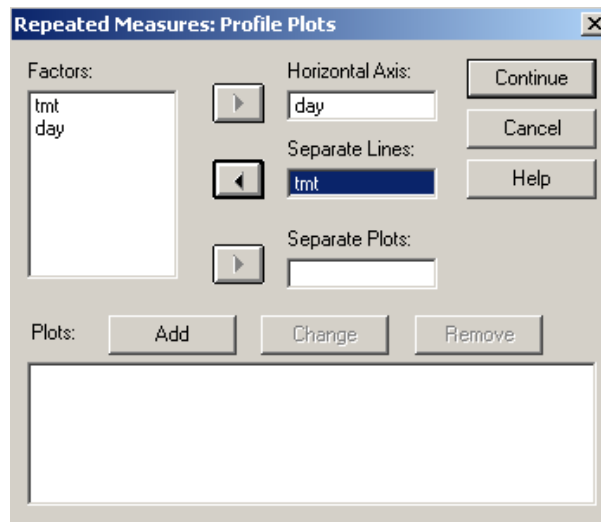 Repeated Measures: Profile Plots
Factors:
tmt
day
Horizontal Axis:
day
Separate Lines:
tmt
Separate Plots:
Continue
Cancel
Help
Plots:
Add
Change
Remove